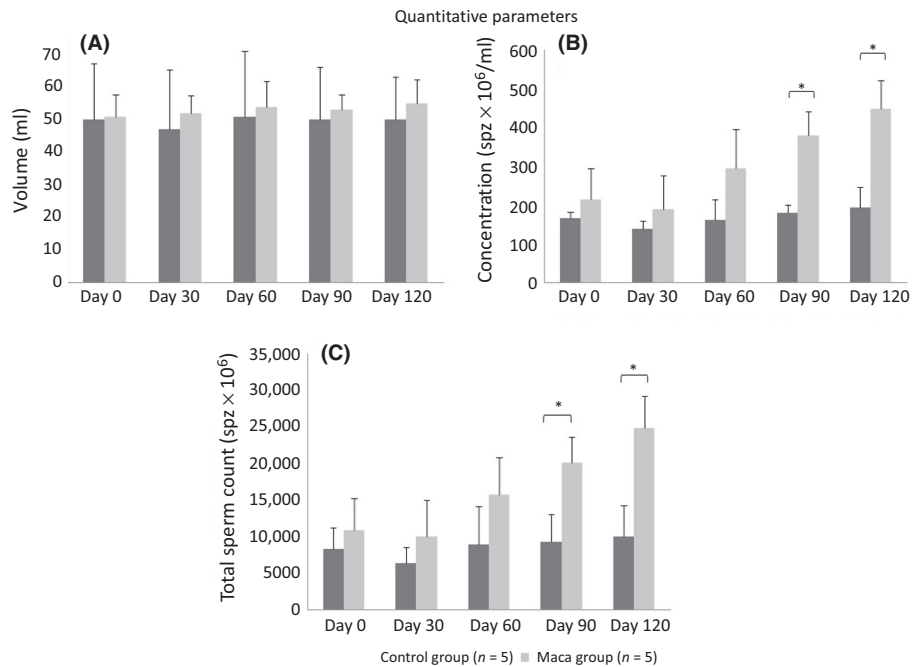 Quantitative parameters
(A)
Volume (ml)
70
60
50
40
30
20
10
0
Day 0 Day 30 Day 60 Day 90 Day 120
(B)
Concentration (spz × 10⁶/ml)
600
500
400
300
200
100
0
* *
Day 0 Day 30 Day 60 Day 90 Day 120
(C)
Total sperm count (spz × 10⁶)
35,000
30,000
25,000
20,000
15,000
10,000
5000
0
* *
Day 0 Day 30 Day 60 Day 90 Day 120
Control group (n = 5) Maca group (n = 5)